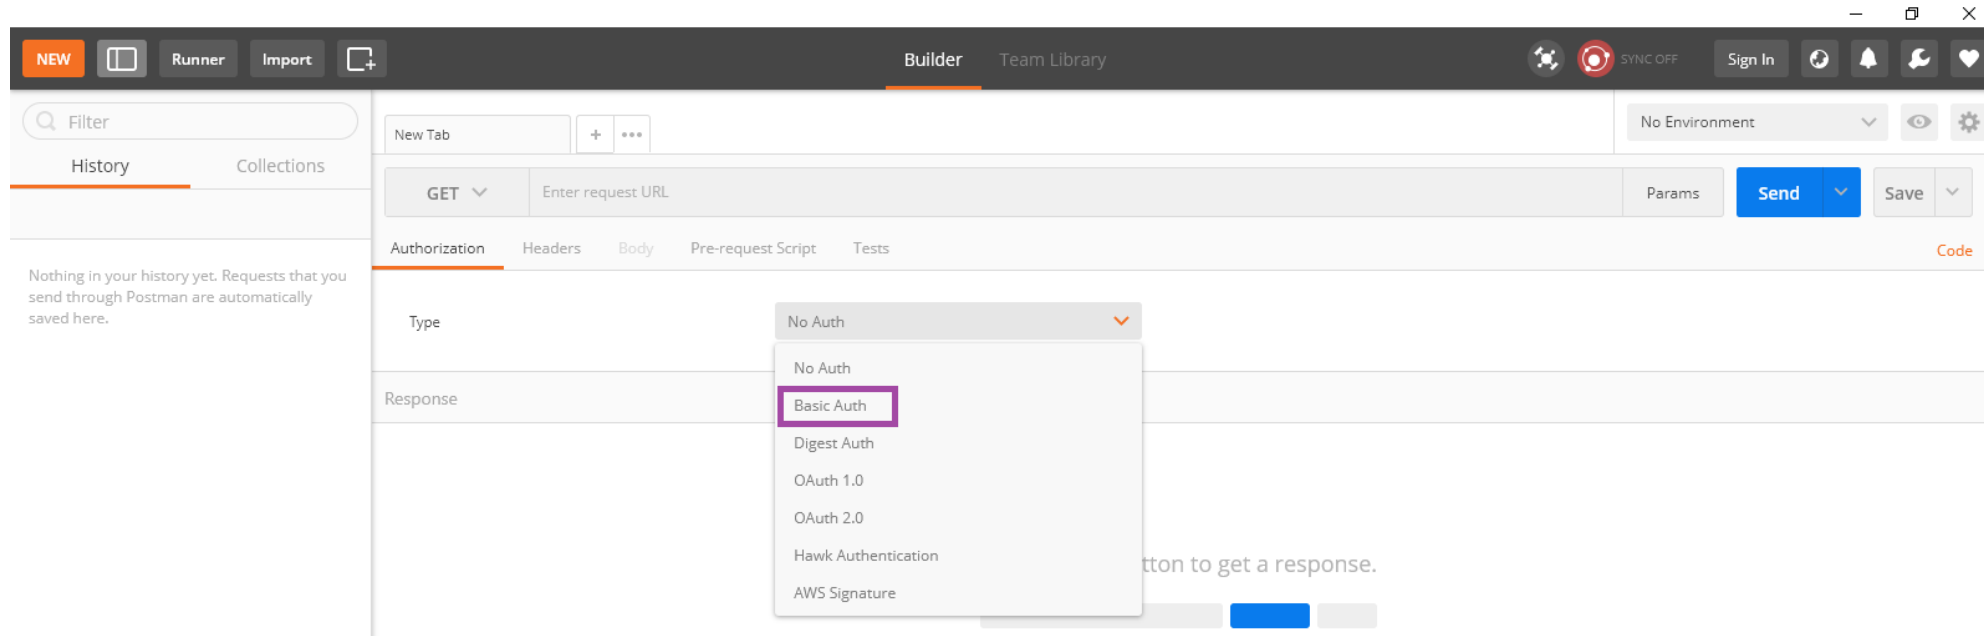 NEW Runner Import Builder Team Library SYNC OFF Sign In
Filter
History Collections
Nothing in your history yet. Requests that you
send through Postman are automatically
saved here.
New Tab + No Environment
GET Enter request URL Params Send Save
Authorization Headers Body Pre-request Script Tests Code
Type No Auth
No Auth
Basic Auth
Digest Auth
OAuth 1.0
OAuth 2.0
Hawk Authentication
AWS Signature
Response
tton to get a response.